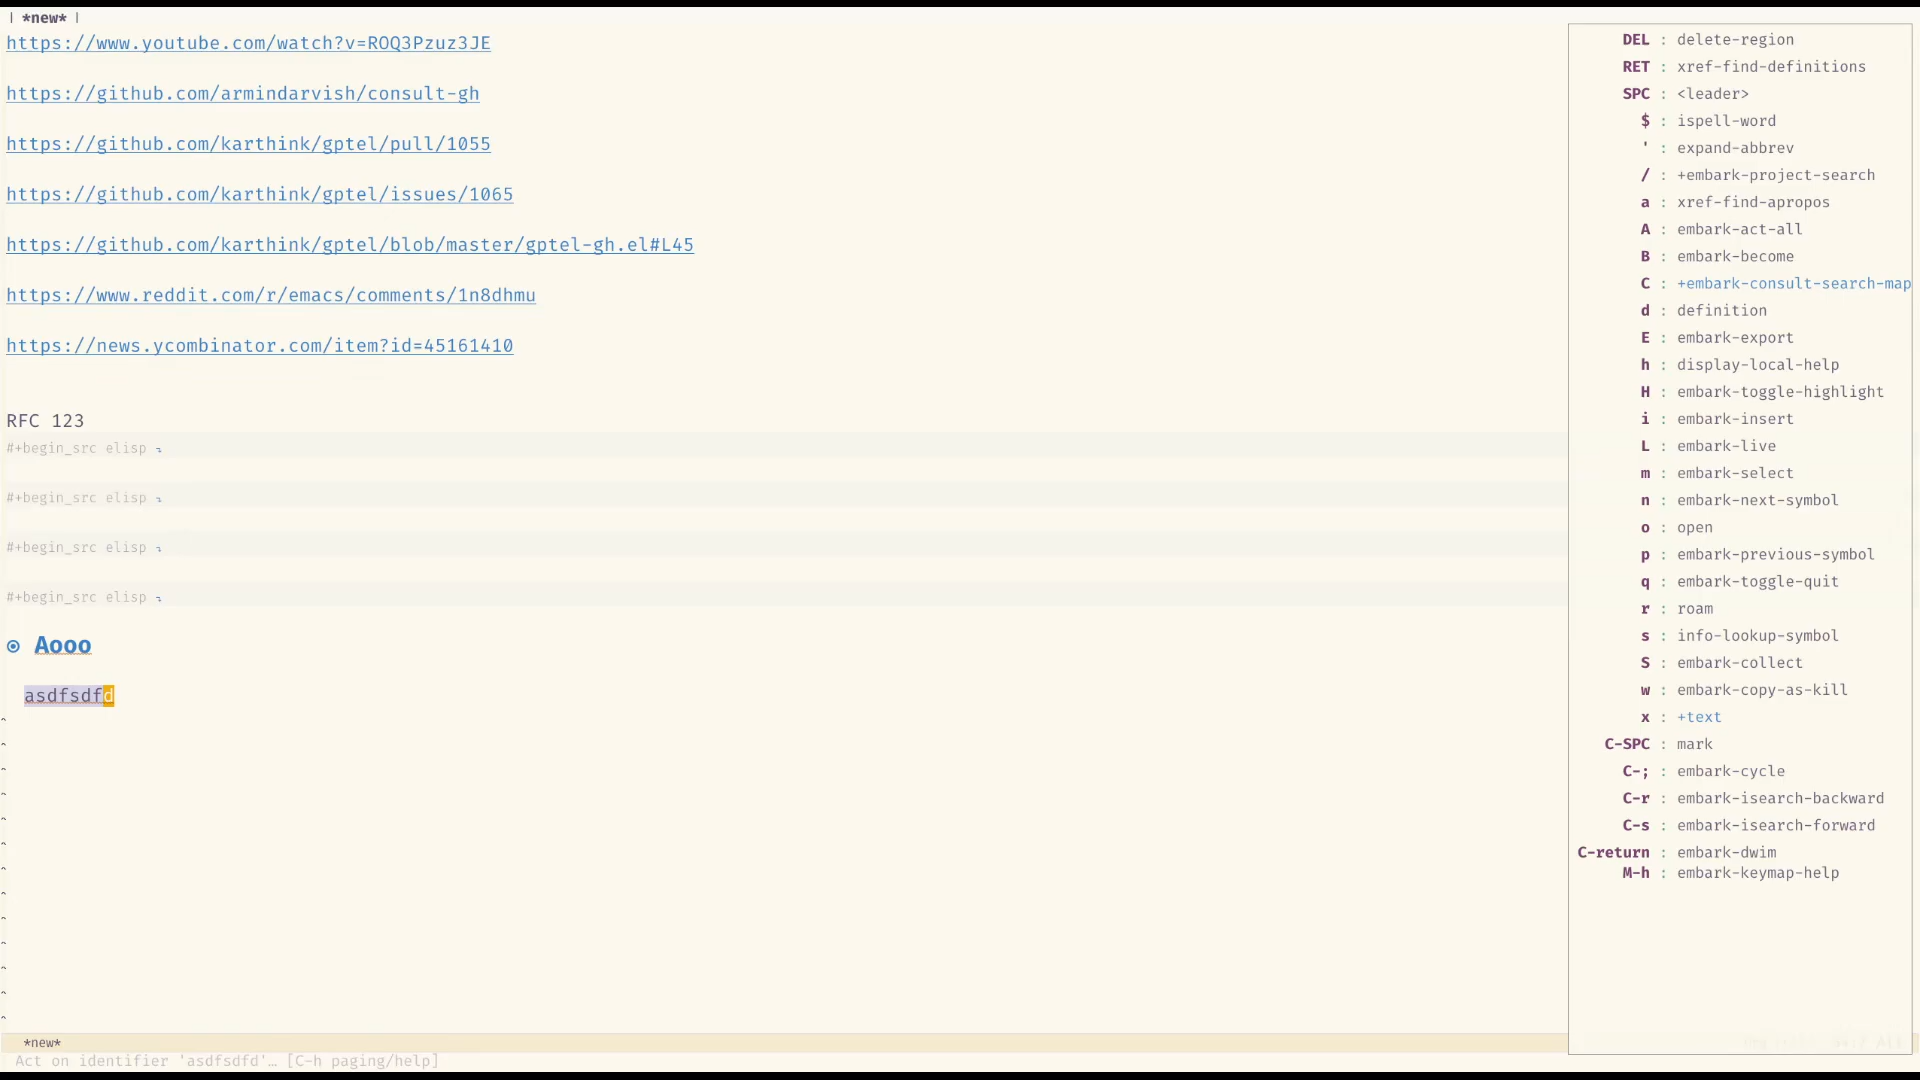 | *new* |
https://www.youtube.com/watch?v=ROQ3Pzuz3JE
https://github.com/armindarvish/consult-gh
https://github.com/karthink/gptel/pull/1055
https://github.com/karthink/gptel/issues/1065
https://github.com/karthink/gptel/blob/master/gptel-gh.el#L45
https://www.reddit.com/r/emacs/comments/1n8dhmu
https://news.ycombinator.com/item?id=45161410
RFC 123
#+begin_src elisp
#+begin_src elisp
#+begin_src elisp
#+begin_src elisp
Aooo
asdfsdfd
*new*
Act on identifier 'asdfsdfd'… [C-h paging/help]
DEL : delete-region
RET : xref-find-definitions
SPC : <leader>
$ : ispell-word
' : expand-abbrev
/ : +embark-project-search
a : xref-find-apropos
A : embark-act-all
B : embark-become
C : +embark-consult-search-map
d : definition
E : embark-export
h : display-local-help
H : embark-toggle-highlight
i : embark-insert
L : embark-live
m : embark-select
n : embark-next-symbol
o : open
p : embark-previous-symbol
q : embark-toggle-quit
r : roam
s : info-lookup-symbol
S : embark-collect
w : embark-copy-as-kill
x : +text
C-SPC : mark
C-; : embark-cycle
C-r : embark-isearch-backward
C-s : embark-isearch-forward
C-return : embark-dwim
M-h : embark-keymap-help